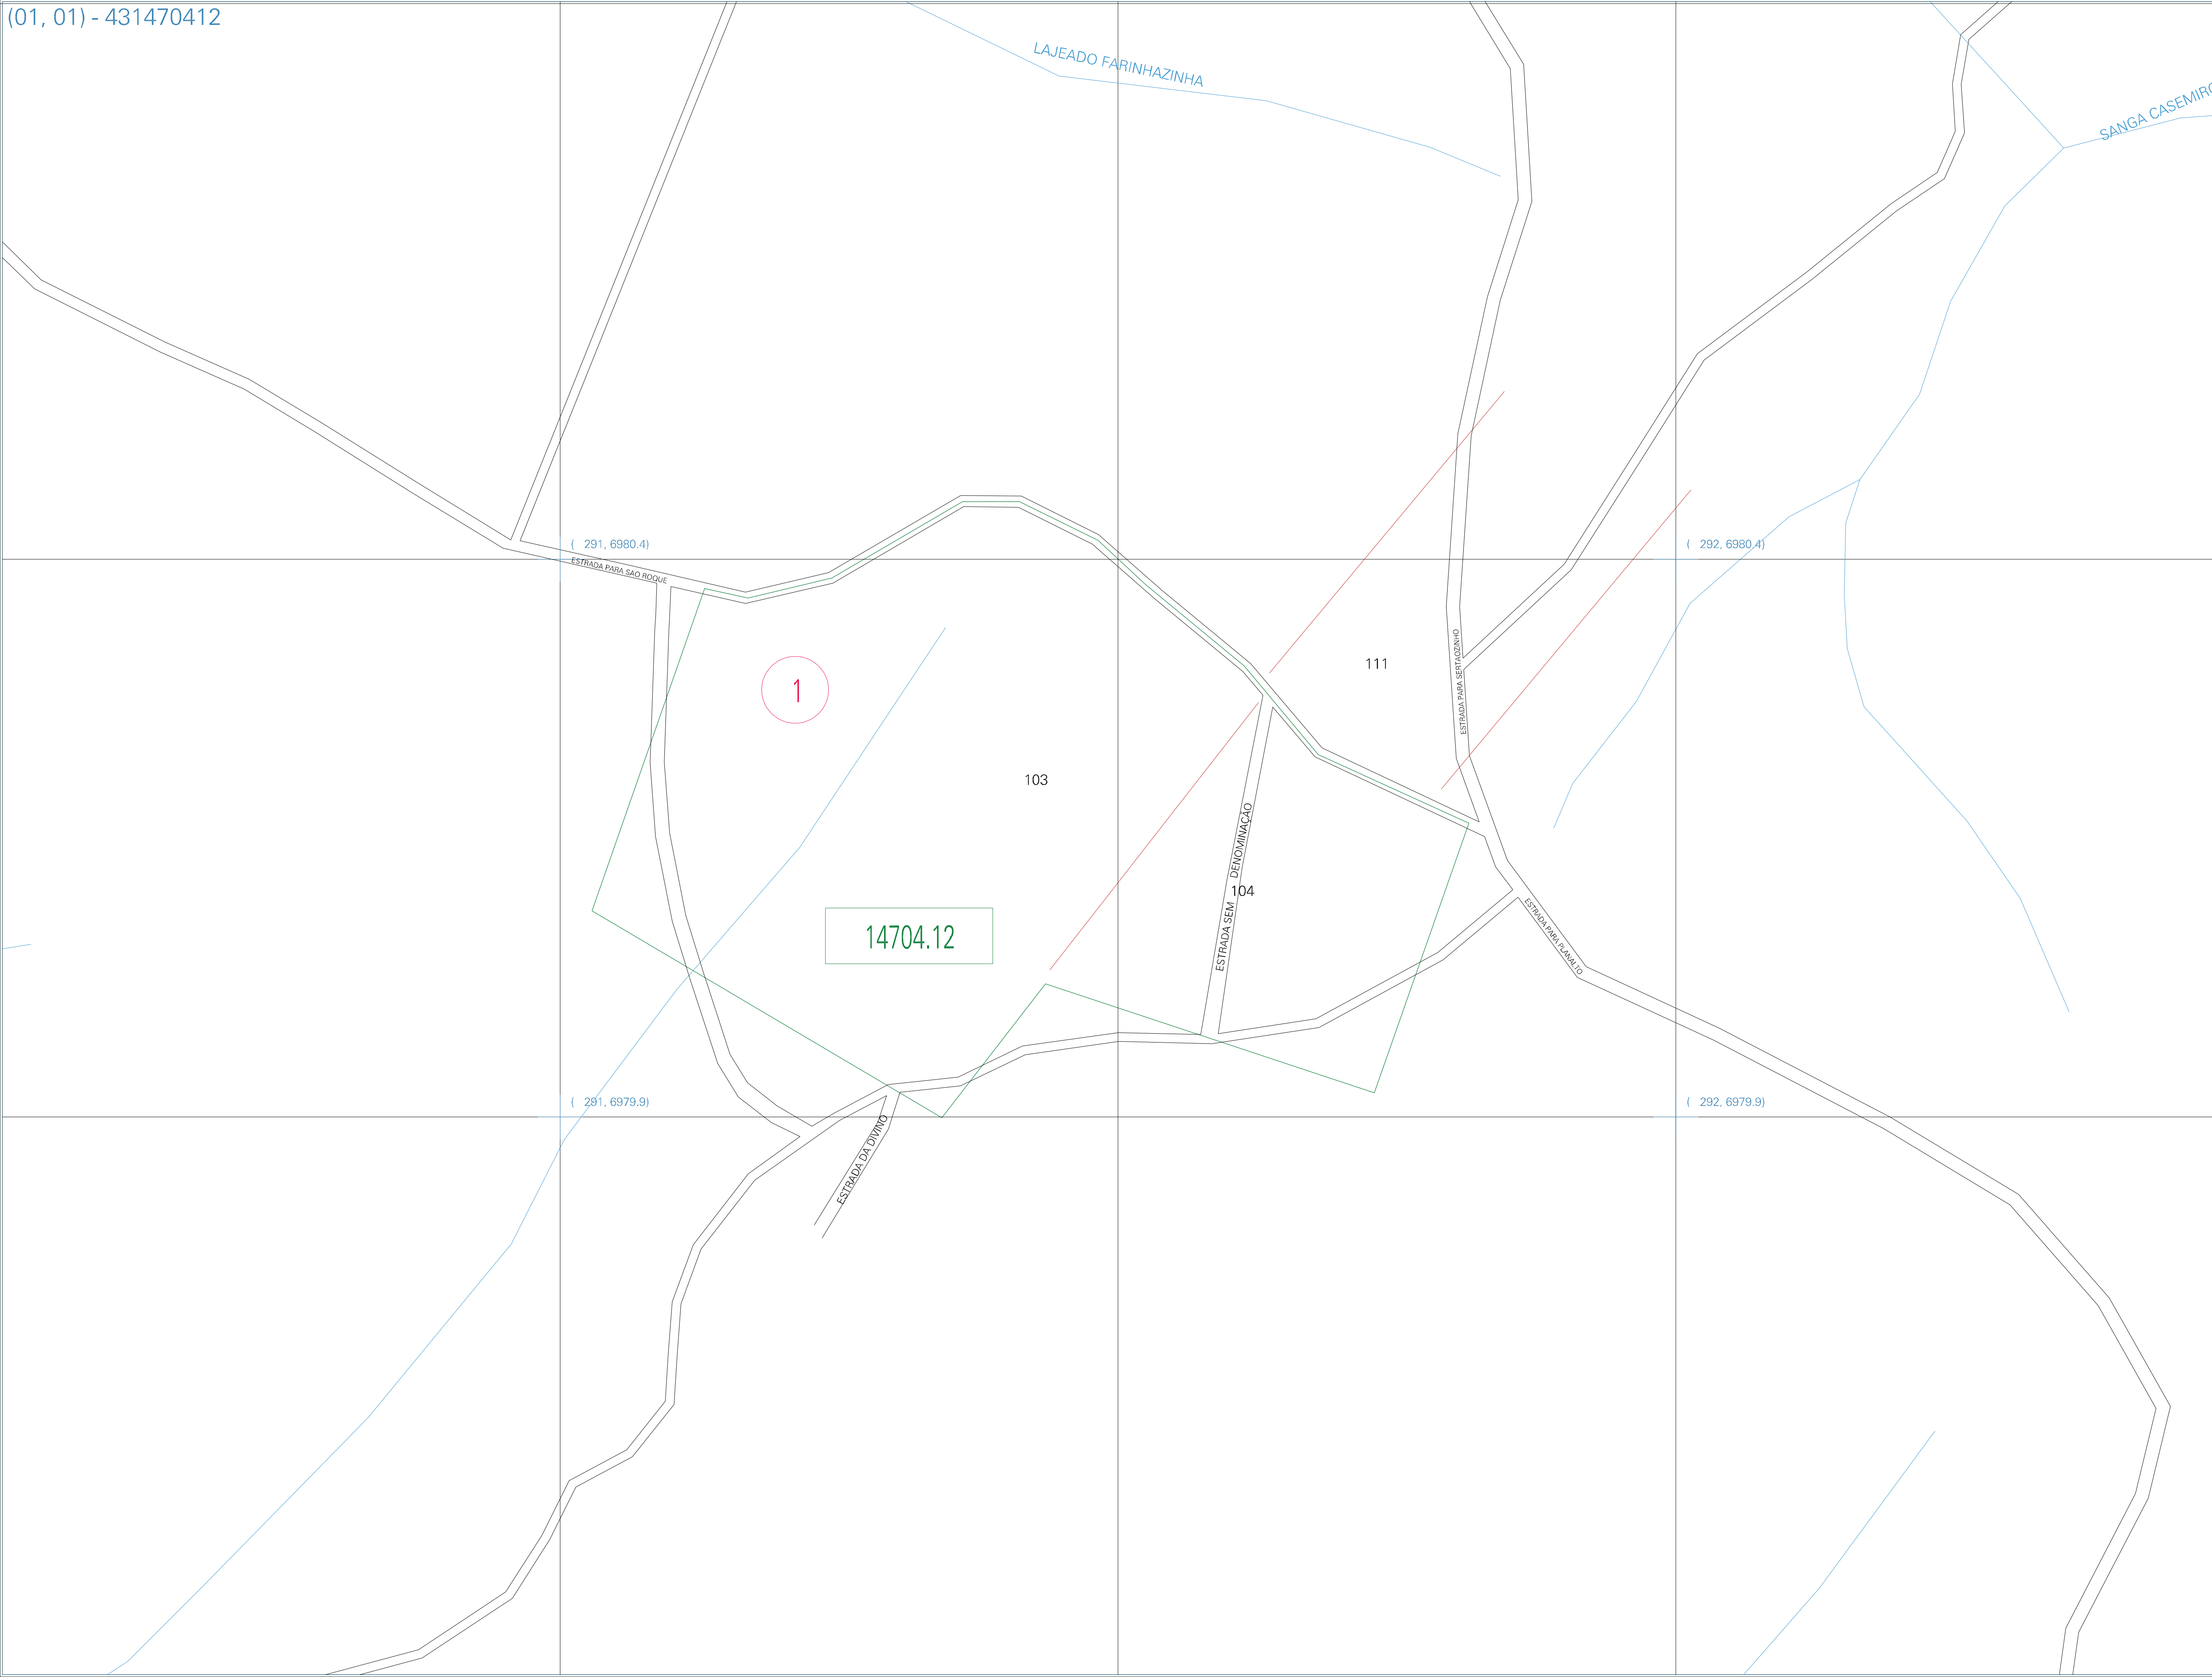 (01, 01) - 431470412
LAJEADO FARINHAZINHA
SANGA CASEMIRO
( 291, 6980.4)
( 292, 6980.4)
ESTRADA PARA SAO ROQUE
ESTRADA PARA SERTAOZINHO
111
1
103
ESTRADA SEM DENOMINAÇÃO
104
14704.12
ESTRADA PARA PLANALTO
( 291, 6979.9)
( 292, 6979.9)
ESTRADA DA DIVINO